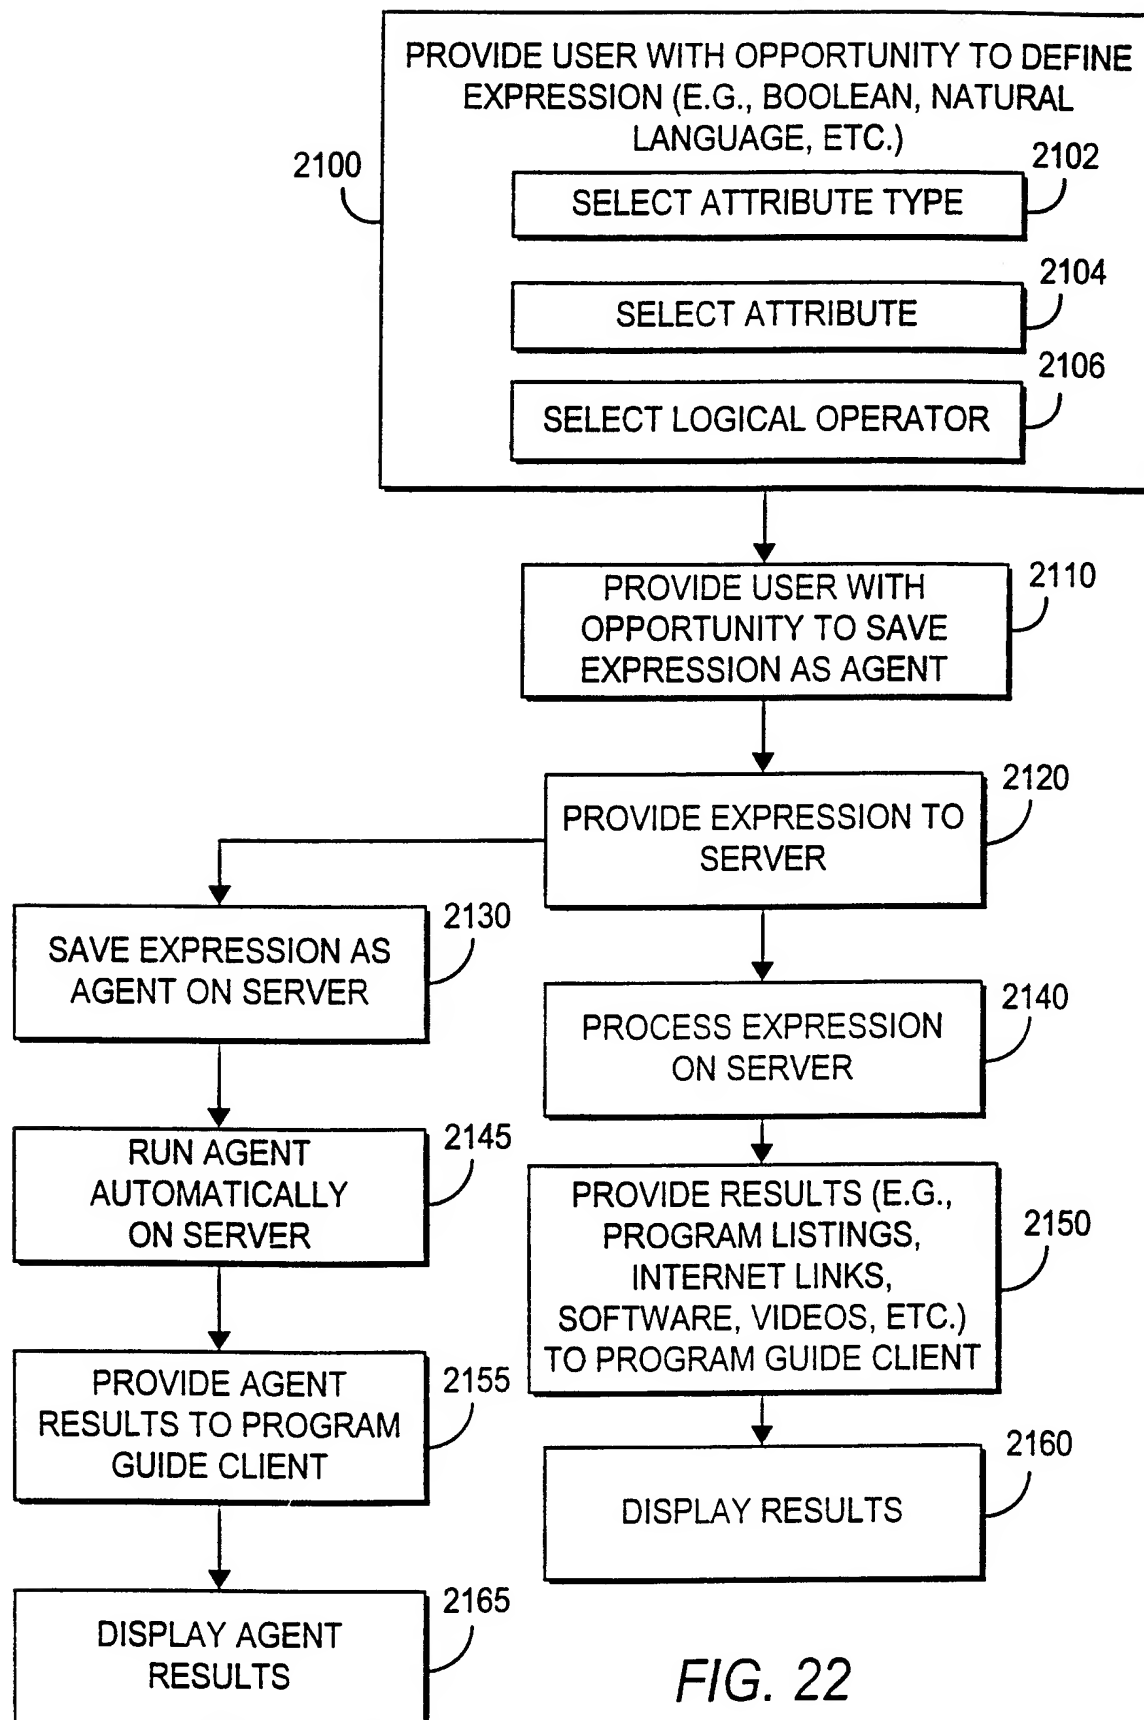 PROVIDE USER WITH OPPORTUNITY TO DEFINE
EXPRESSION (E.G., BOOLEAN, NATURAL
LANGUAGE, ETC.)
2100
2102
SELECT ATTRIBUTE TYPE
2104
SELECT ATTRIBUTE
2106
SELECT LOGICAL OPERATOR
PROVIDE USER WITH
OPPORTUNITY TO SAVE
EXPRESSION AS AGENT
2110
PROVIDE EXPRESSION TO
SERVER
2120
SAVE EXPRESSION AS
AGENT ON SERVER
2130
PROCESS EXPRESSION
ON SERVER
2140
RUN AGENT
AUTOMATICALLY
ON SERVER
2145
PROVIDE RESULTS (E.G.,
PROGRAM LISTINGS,
INTERNET LINKS,
SOFTWARE, VIDEOS, ETC.)
TO PROGRAM GUIDE CLIENT
2150
PROVIDE AGENT
RESULTS TO PROGRAM
GUIDE CLIENT
2155
DISPLAY RESULTS
2160
DISPLAY AGENT
RESULTS
2165
FIG. 22